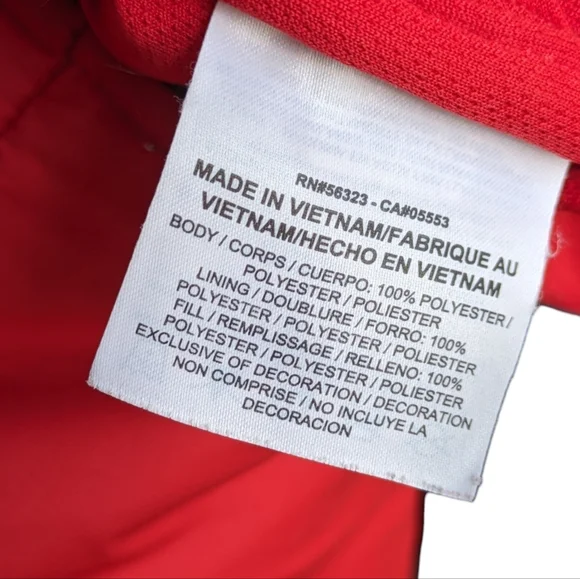 RN#56323 - CA#05553
MADE IN VIETNAM/FABRIQUE AU
VIETNAM/HECHO EN VIETNAM
BODY / CORPS / CUERPO: 100% POLYESTER /
POLYESTER / POLIESTER
LINING / DOUBLURE / FORRO: 100%
POLYESTER / POLYESTER / POLIESTER
FILL / REMPLISSAGE / RELLENO: 100%
POLYESTER / POLYESTER / POLIESTER
EXCLUSIVE OF DECORATION / DECORATION
NON COMPRISE / NO INCLUYE LA
DECORACION